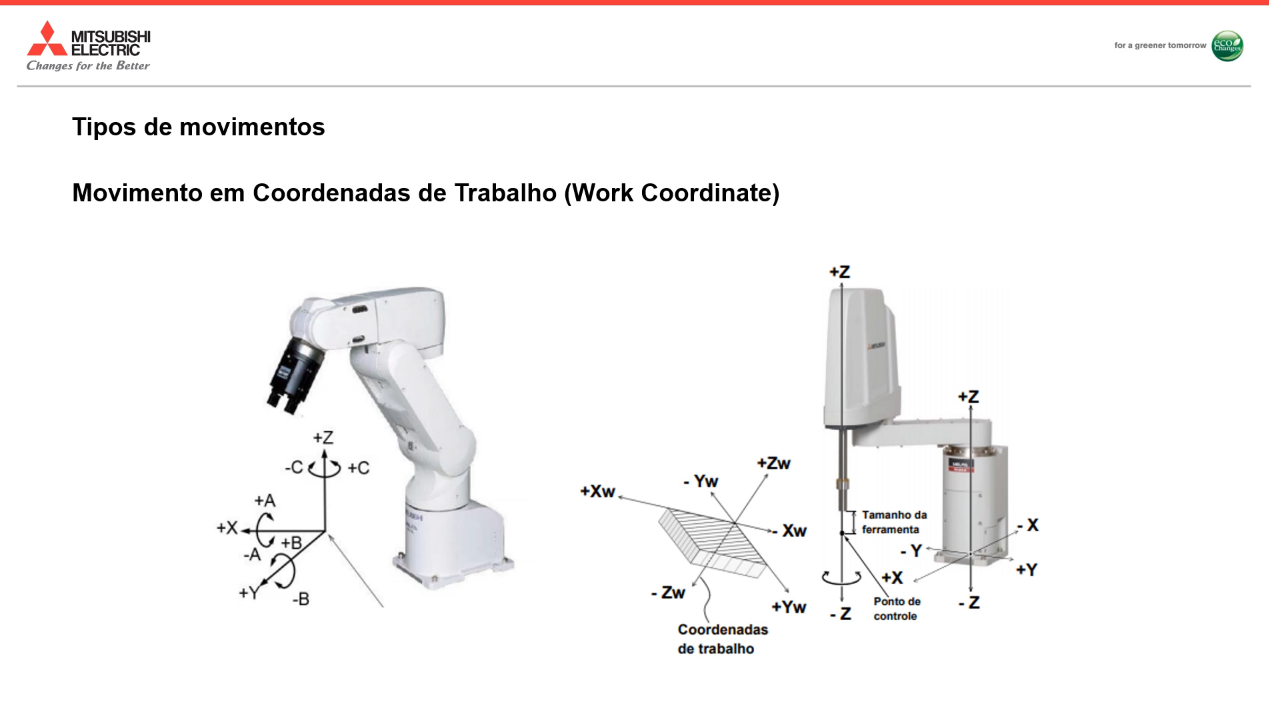 MITSUBISHI
ELECTRIC
Changes for the Better
for a greener tomorrow
eco
Changes
Tipos de movimentos
Movimento em Coordenadas de Trabalho (Work Coordinate)
+Z
-C
+C
+A
+X
-A
+B
+Y
-B
+Z
+Z
+Zw
- Yw
+Xw
- Xw
Tamanho da
ferramenta
- X
- Y
+Y
+X
- Zw
+Yw
- Z
Ponto de
controle
- Z
Coordenadas
de trabalho